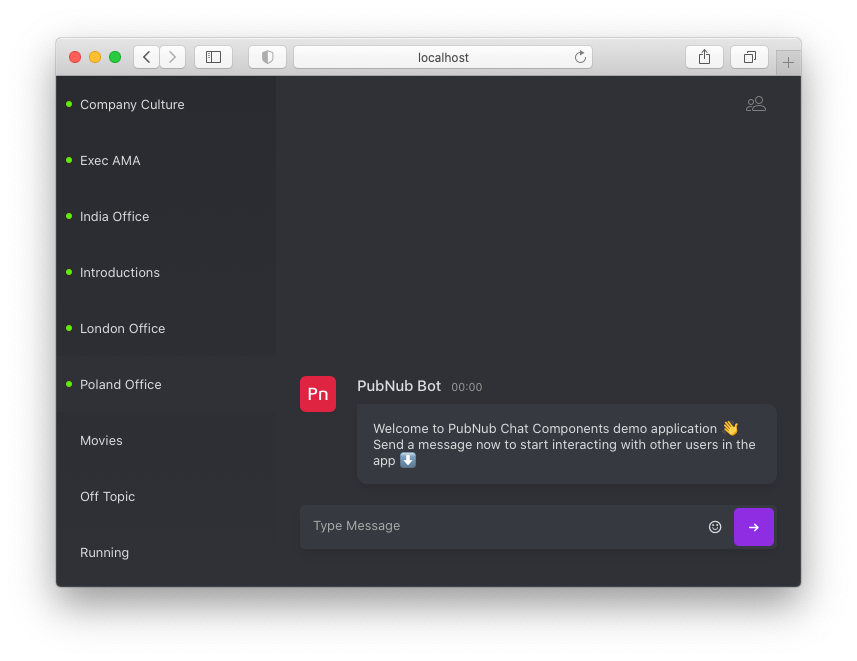 localhost
Company Culture
Exec AMA
India Office
Introductions
London Office
Poland Office
Movies
Off Topic
Running
Pn
PubNub Bot 00:00
Welcome to PubNub Chat Components demo application 👋
Send a message now to start interacting with other users in the
app ⬇️
Type Message